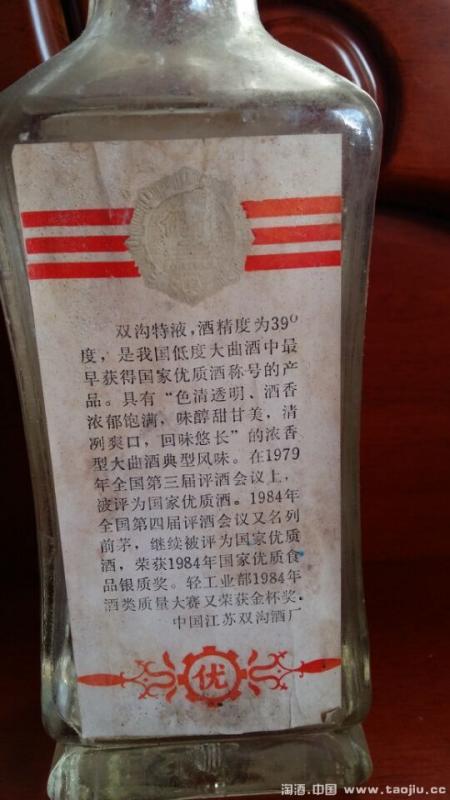 双沟特液，酒精度为39°
度，是我国低度大曲酒中最
早获得国家优质酒称号的产
品。具有“色清透明、酒香
浓郁饱满，味醇甜甘美，清
冽爽口，回味悠长”的浓香
型大曲酒典型风味。在1979
年全国第三届评酒会议上，
被评为国家优质酒。1984年
全国第四届评酒会议又名列
前茅，继续被评为国家优质
酒，荣获1984年国家优质食
品银质奖。轻工业部1984年
酒类质量大赛又荣获金杯奖.
中国江苏双沟酒厂
优
淘酒.中国 www.taojiu.cc